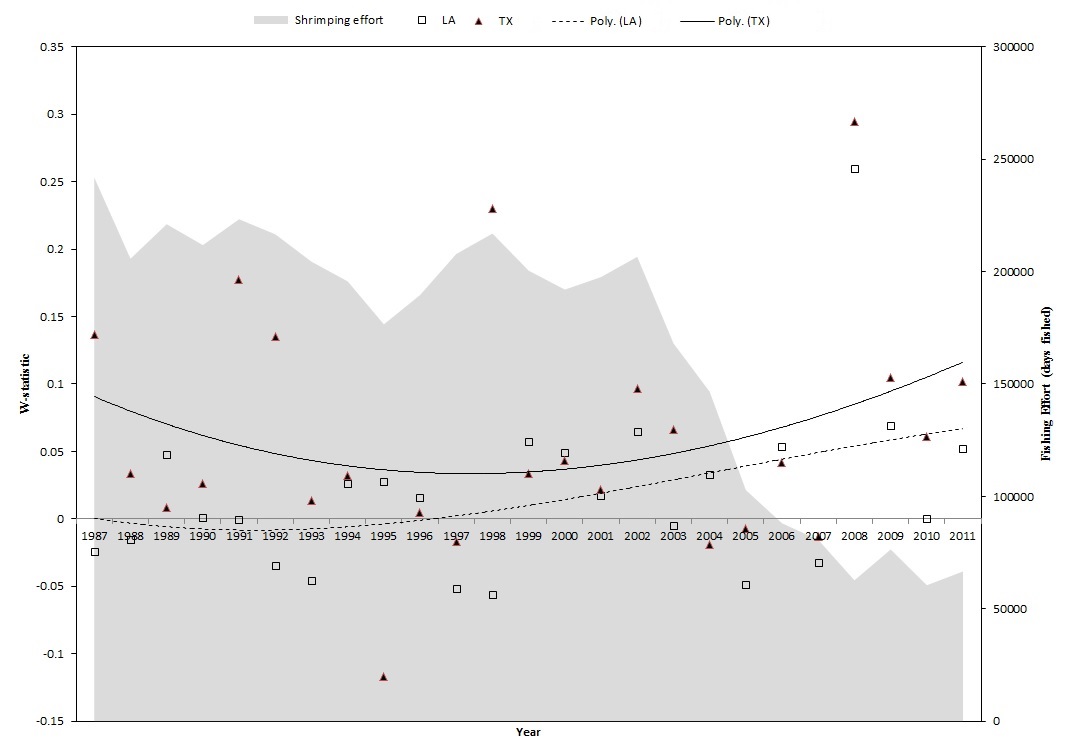 Shrimping effort LA TX Poly. (LA) Poly. (TX)
0.35 300000
0.3
250000
0.25
0.2 200000
0.15
0.1 150000
0.05
100000
0
1987 1988 1989 1990 1991 1992 1993 1994 1995 1996 1997 1998 1999 2000 2001 2002 2003 2004 2005 2006 2007 2008 2009 2010 2011
-0.05
50000
-0.1
-0.15 0
W-statistic
Fishing Effort (days fished)
Year